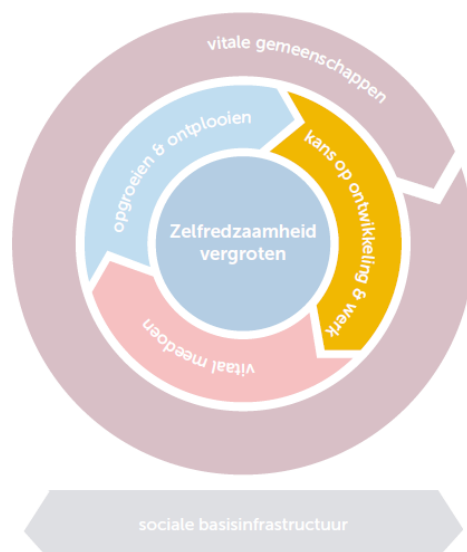 vitale gemeenschappen
opgroeien & ontplooien
kans op ontwikkeling & werk
Zelfredzaamheid
vergroten
vitaal meedoen
sociale basisinfrastructuur